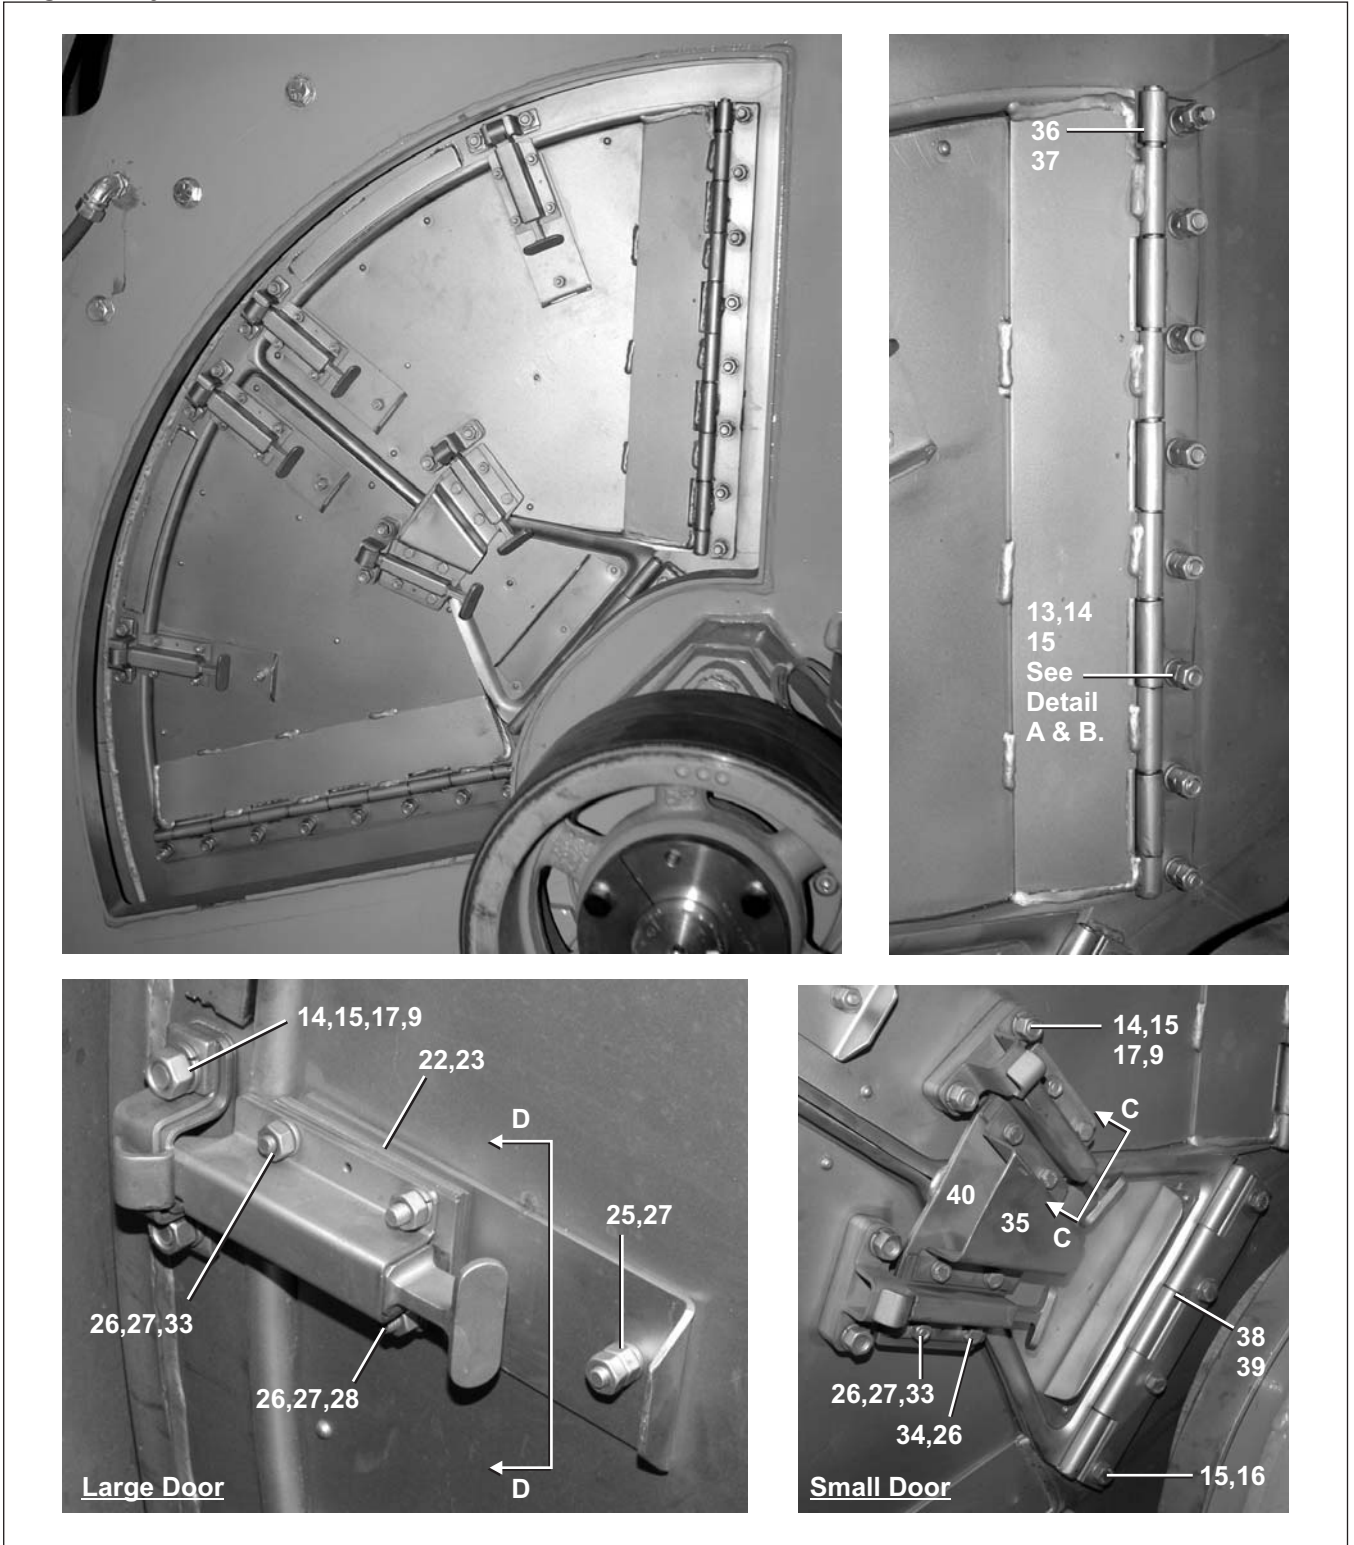 36
37
13,14
15
See
Detail
A & B.
14,15,17,9
22,23
D
25,27
26,27,33
26,27,28
D
Large Door
14,15
17,9
C
40
35
C
38
39
26,27,33
34,26
15,16
Small Door